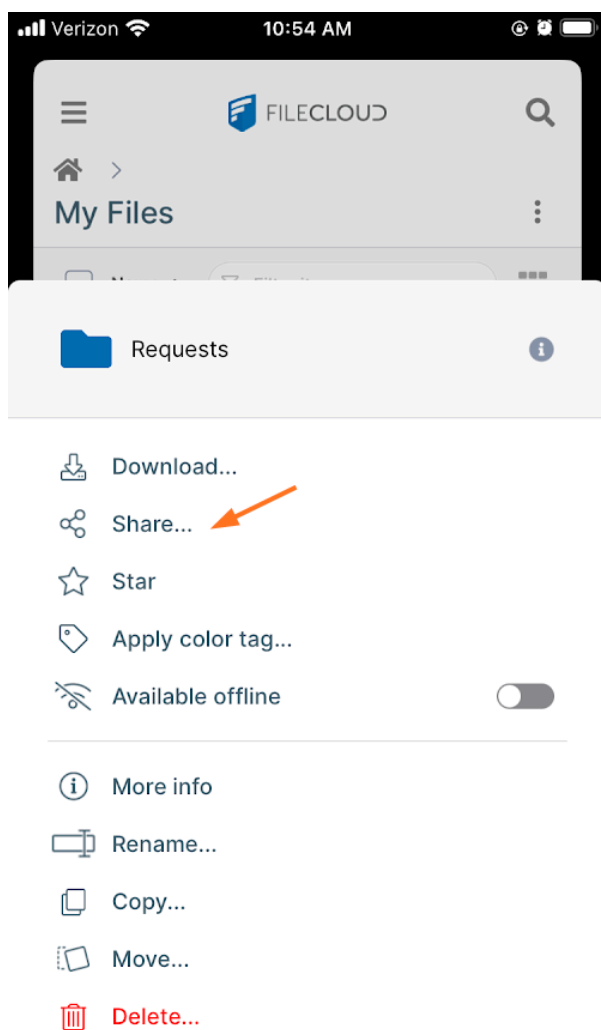 Verizon 10:54 AM
FILECLOUD
My Files
Requests
Download...
Share...
Star
Apply color tag...
Available offline
More info
Rename...
Copy...
Move...
Delete...